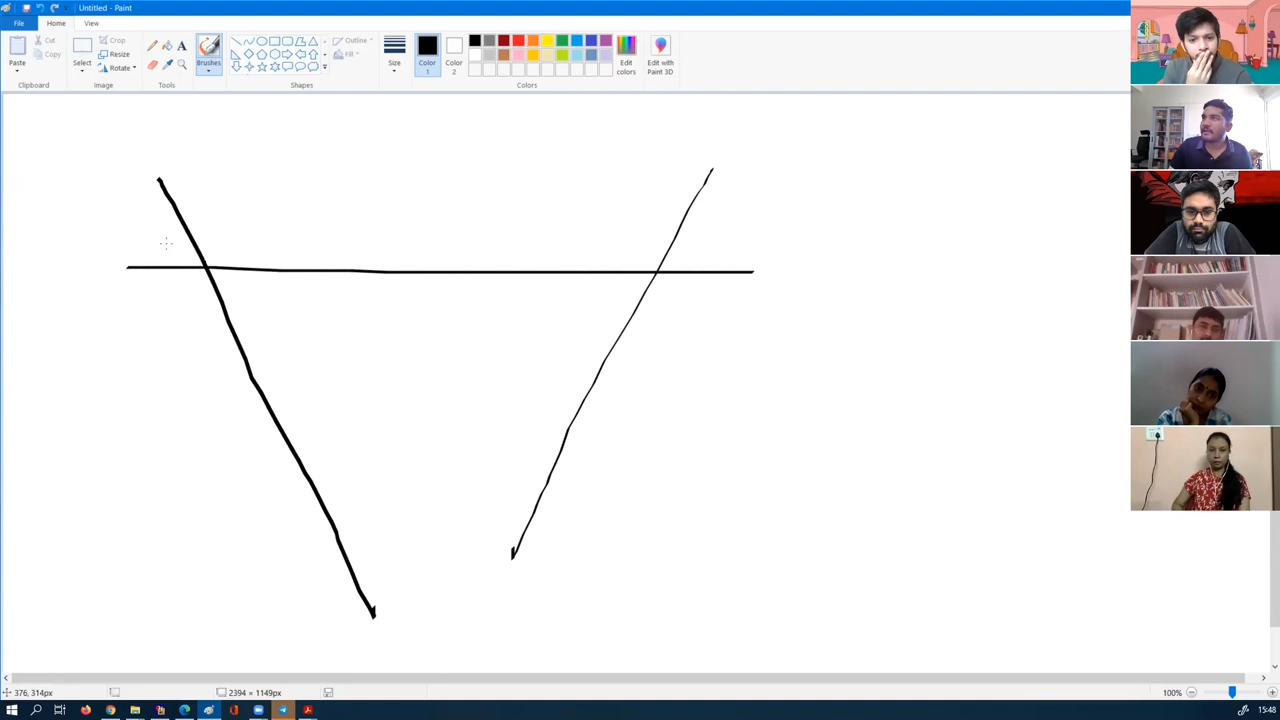 Untitled - Paint
File Home View
Paste
Cut
Copy
Clipboard
Select
Crop
Resize
Rotate
Image
A
Tools
Brushes
Outline
Fill
Shapes
Size
Color 1
Color 2
Edit colors
Colors
Edit with Paint 3D
376, 314px
2394 × 1149px
100%
15:48